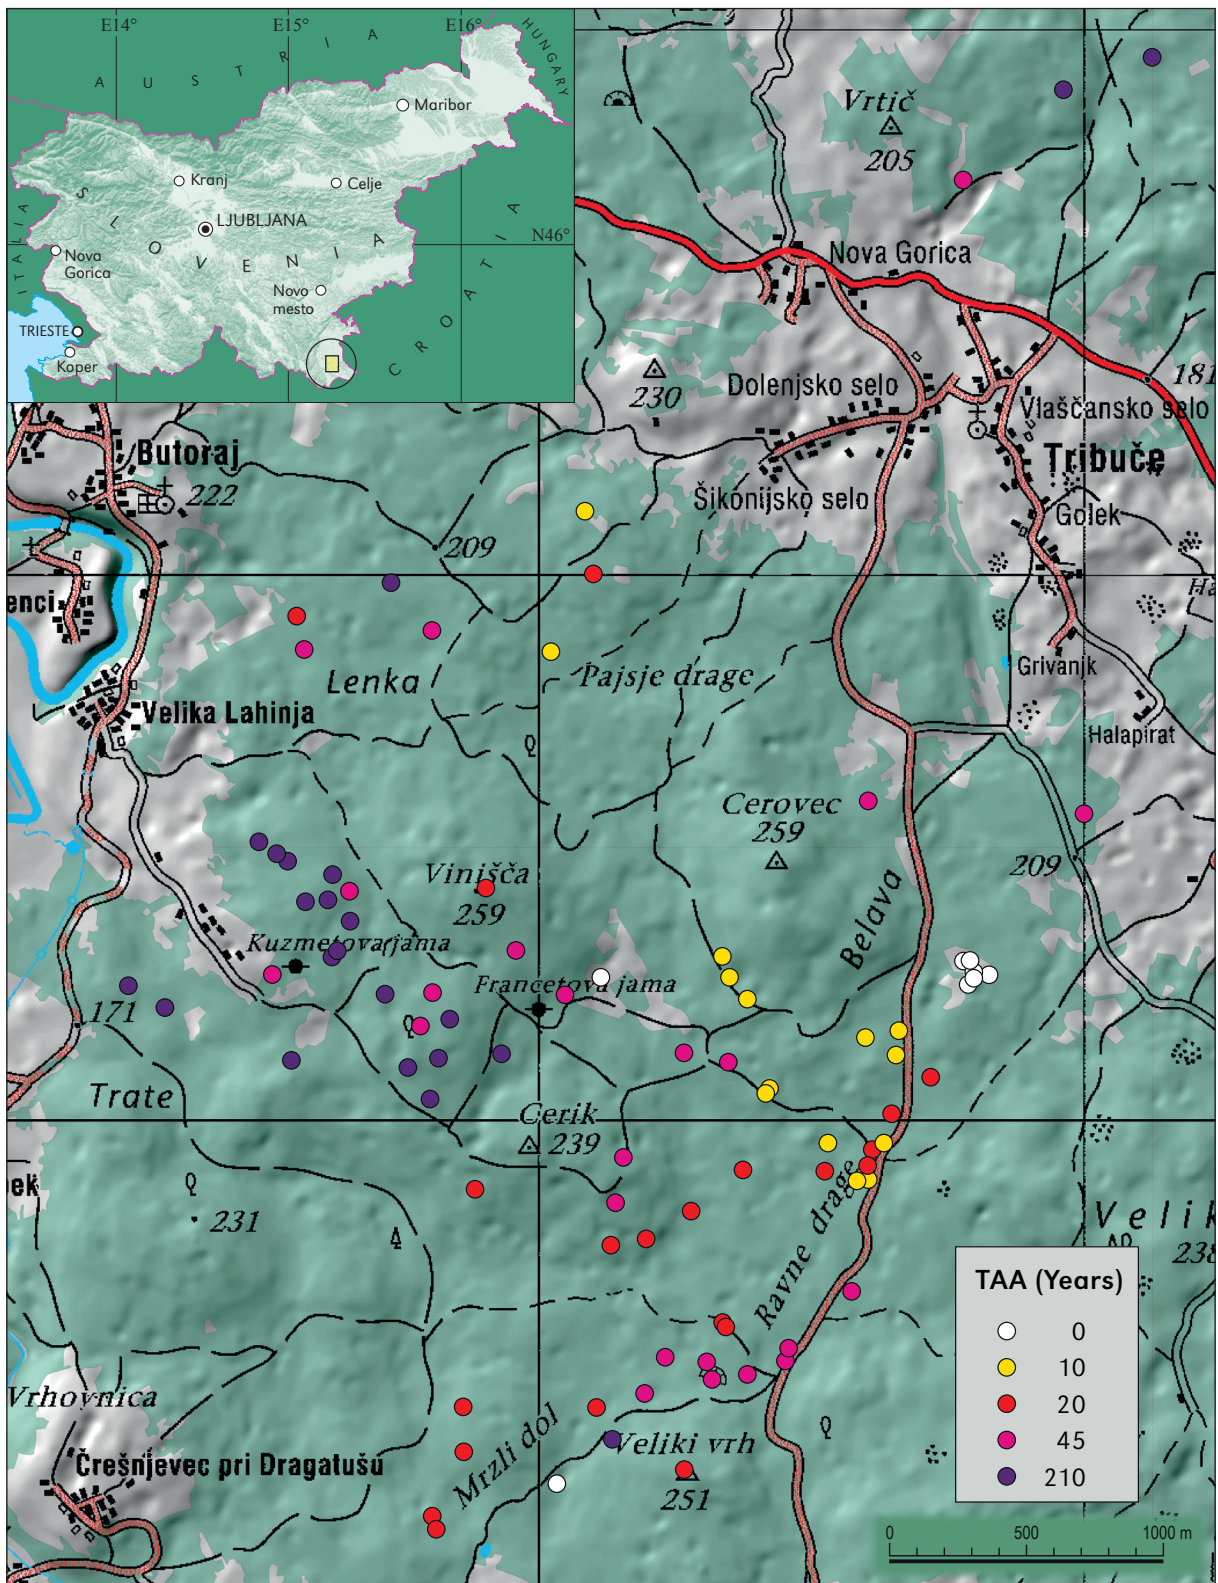 E14°
E15°
E16°
AUSTRIA
HUNGARY
Maribor
Kranj
Celje
LJUBLJANA
SLOVENIA
ITALIA
N46°
Nova
Gorica
Novo
mesto
TRIESTE
Koper
CROATIA
Vrtič
205
Nova Gorica
230
Dolenjsko selo
181
Vlaščansko selo
Butoraj
222
Tribuče
Šikonijsko selo
Golek
209
enci
Lenka
Pajsje drage
Grivanjk
Velika Lahinja
Halapirat
Cerovec
259
209
Vinišča
259
Belava
Kuzmetova jama
Francetova jama
171
Trate
Cerik
239
bek
231
Ravne drage
Velik
238
TAA (Years)
0
10
20
45
210
Vrhovnica
Mrzli dol
Veliki vrh
251
Črešnjevec pri Dragatušu
0 500 1000 m